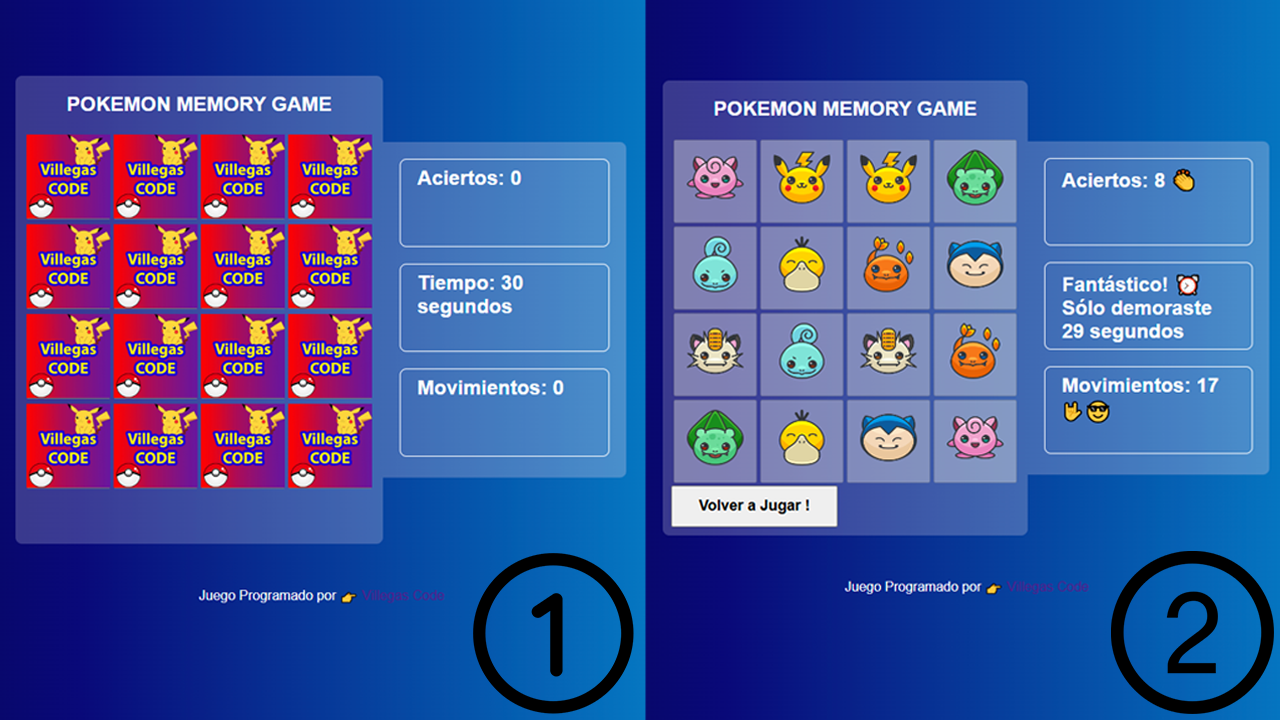 POKEMON MEMORY GAME
Villegas
CODE
Villegas
CODE
Villegas
CODE
Villegas
CODE
Villegas
CODE
Villegas
CODE
Villegas
CODE
Villegas
CODE
Villegas
CODE
Villegas
CODE
Villegas
CODE
Villegas
CODE
Villegas
CODE
Villegas
CODE
Villegas
CODE
Villegas
CODE
Aciertos: 0
Tiempo: 30
segundos
Movimientos: 0
Juego Programado por 👉 Villegas Code
1
POKEMON MEMORY GAME
Aciertos: 8 👏
Fantástico! ⏰
Sólo demoraste
29 segundos
Movimientos: 17
🤘😎
Volver a Jugar !
Juego Programado por 👉 Villegas Code
2